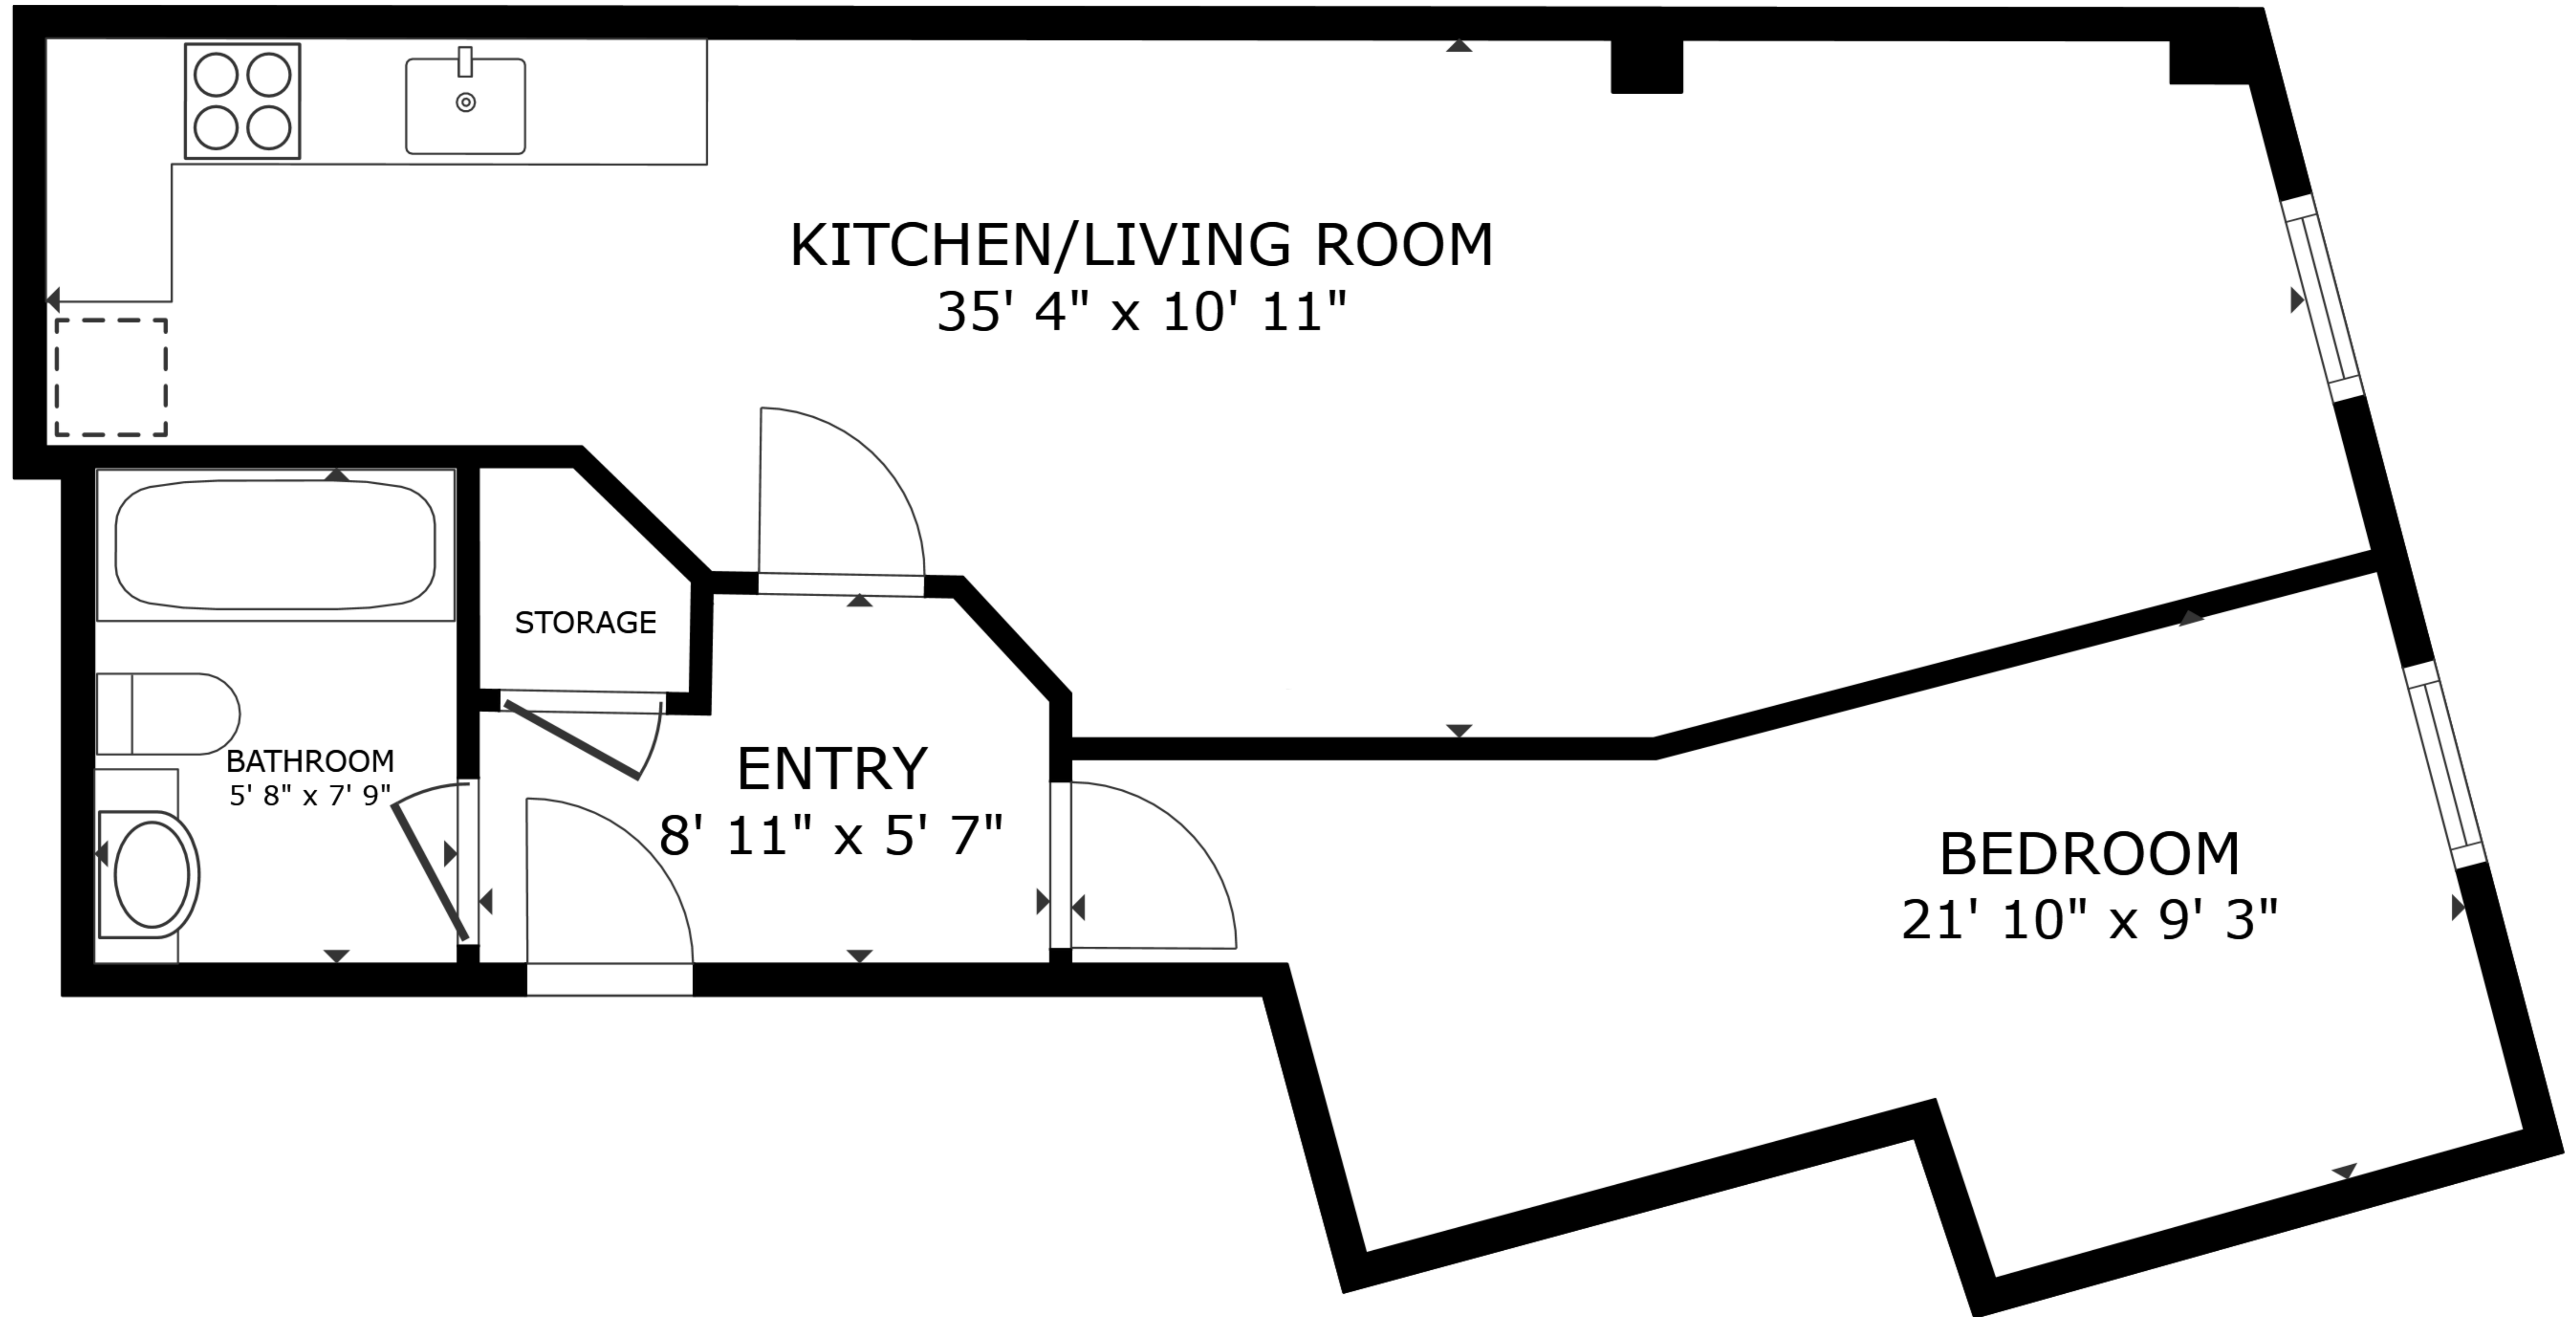 KITCHEN/LIVING ROOM
35' 4" x 10' 11"
STORAGE
BATHROOM
5' 8" x 7' 9"
ENTRY
8' 11" x 5' 7"
BEDROOM
21' 10" x 9' 3"